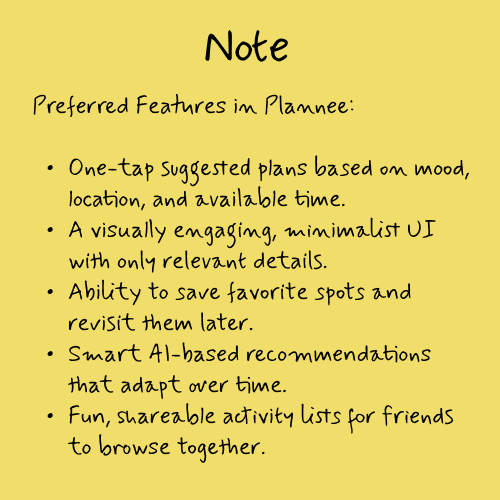 Note
Preferred Features in Plannee:
• One-tap suggested plans based on mood,
location, and available time.
• A visually engaging, minimalist UI
with only relevant details.
• Ability to save favorite spots and
revisit them later.
• Smart AI-based recommendations
that adapt over time.
• Fun, shareable activity lists for friends
to browse together.